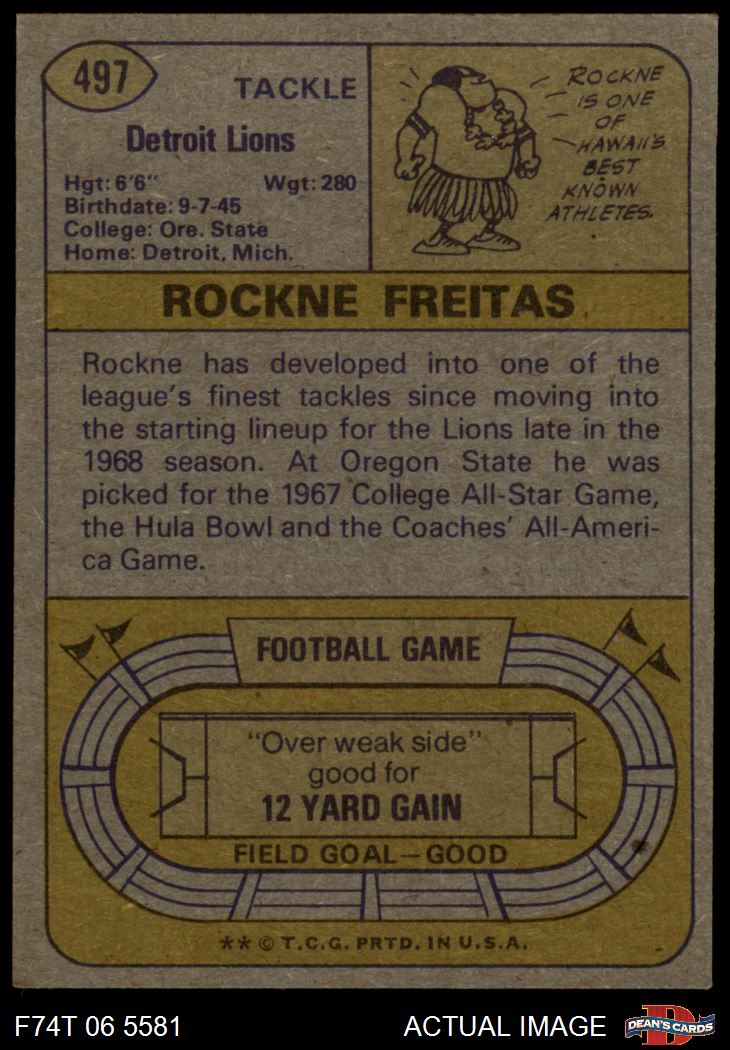 497
TACKLE
Detroit Lions
Hgt: 6'6" Wgt: 280
Birthdate: 9-7-45
College: Ore. State
Home: Detroit, Mich.
ROCKNE
IS ONE
OF
HAWAII'S
BEST
KNOWN
ATHLETES.
ROCKNE FREITAS
Rockne has developed into one of the
league's finest tackles since moving into
the starting lineup for the Lions late in the
1968 season. At Oregon State he was
picked for the 1967 College All-Star Game,
the Hula Bowl and the Coaches' All-Ameri-
ca Game.
FOOTBALL GAME
"Over weak side"
good for
12 YARD GAIN
FIELD GOAL—GOOD
** © T.C.G. PRTD. IN U.S.A.
F74T 06 5581 ACTUAL IMAGE
D
DEAN'S CARDS